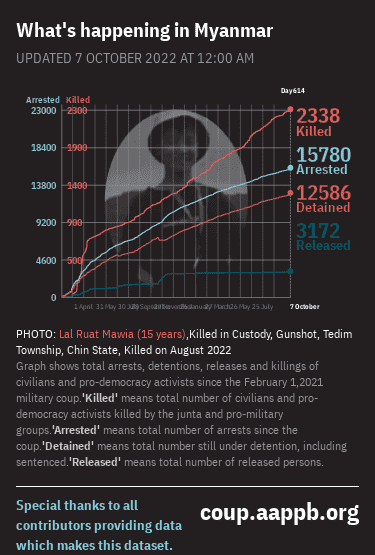 What's happening in Myanmar
UPDATED 7 OCTOBER 2022 AT 12:00 AM
Day614
Arrested Killed
23000 2300
2338
Killed
18400 1900
15780
Arrested
13800 1400
12586
Detained
9200 900
3172
Released
4600 500
0
1 April 31 May 30 July 26 May 25 July 7 October
PHOTO: Lal Ruat Mawia (15 years),Killed in Custody, Gunshot, Tedim
Township, Chin State, Killed on August 2022
Graph shows total arrests, detentions, releases and killings of
civilians and pro-democracy activists since the February 1,2021
military coup.'Killed' means total number of civilians and pro-
democracy activists killed by the junta and pro-military
groups.'Arrested' means total number of arrests since the
coup.'Detained' means total number still under detention, including
sentenced.'Released' means total number of released persons.
Special thanks to all
contributors providing data
which makes this dataset.
coup.aappb.org